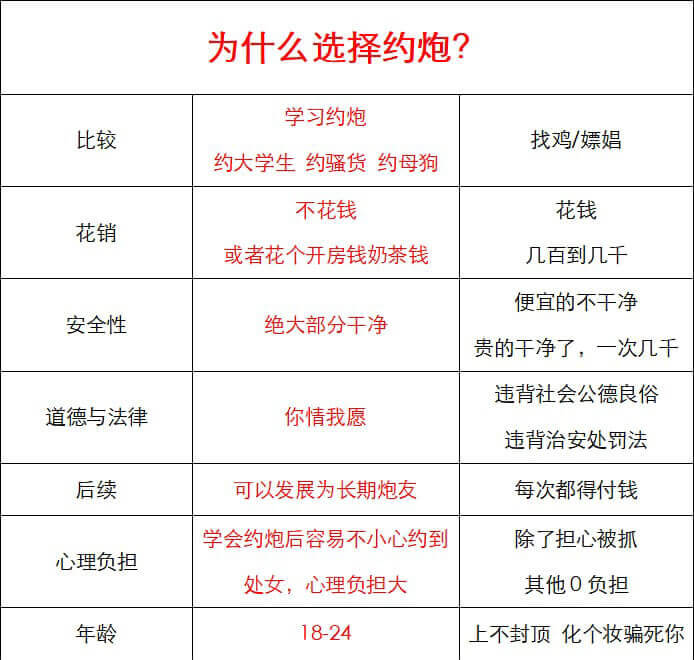 为什么选择约炮?
比较
学习约炮
约大学生 约骚货 约母狗
找鸡/嫖娼
花销
不花钱
或者花个开房钱奶茶钱
花钱
几百到几千
安全性
绝大部分干净
便宜的不干净
贵的干净了，一次几千
道德与法律
你情我愿
违背社会公德良俗
违背治安处罚法
后续
可以发展为长期炮友
每次都得付钱
心理负担
学会约炮后容易不小心约到
处女，心理负担大
除了担心被抓
其他0负担
年龄
18-24
上不封顶 化个妆骗死你